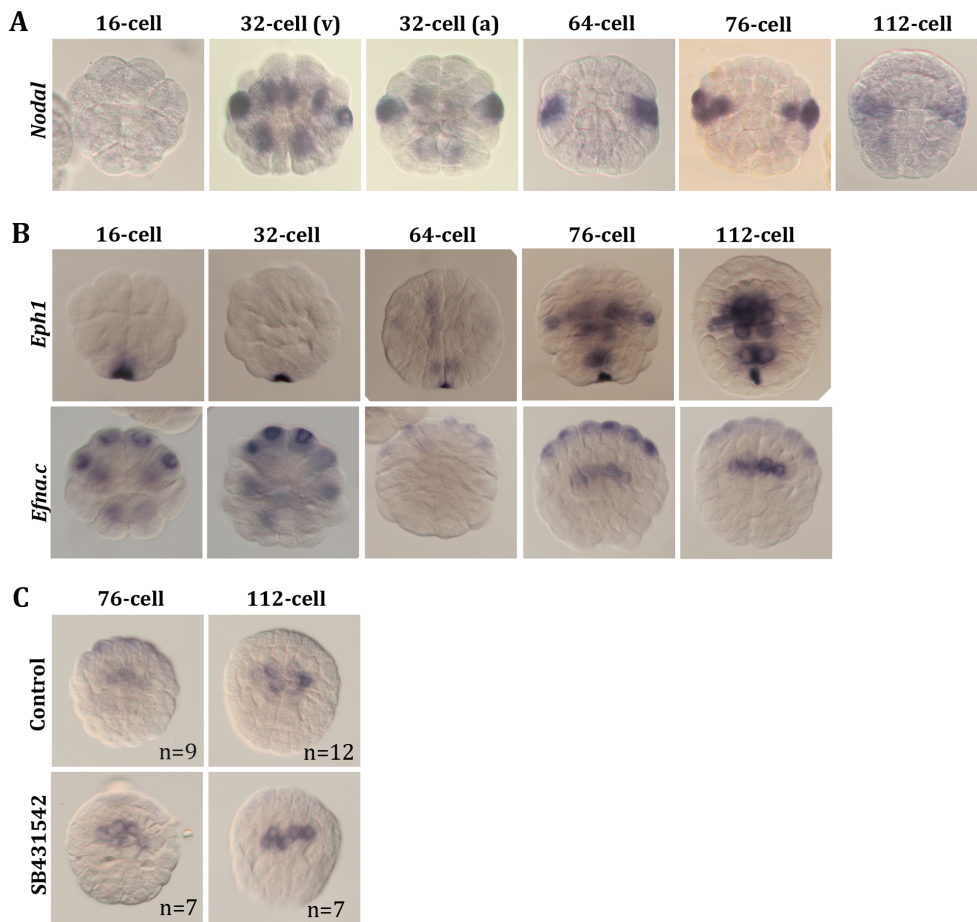 A
16-cell 32-cell (v) 32-cell (a) 64-cell 76-cell 112-cell
Nodal
B
16-cell 32-cell 64-cell 76-cell 112-cell
Eph1
Efna.c
C
76-cell 112-cell
Control
n=9 n=12
SB431542
n=7 n=7